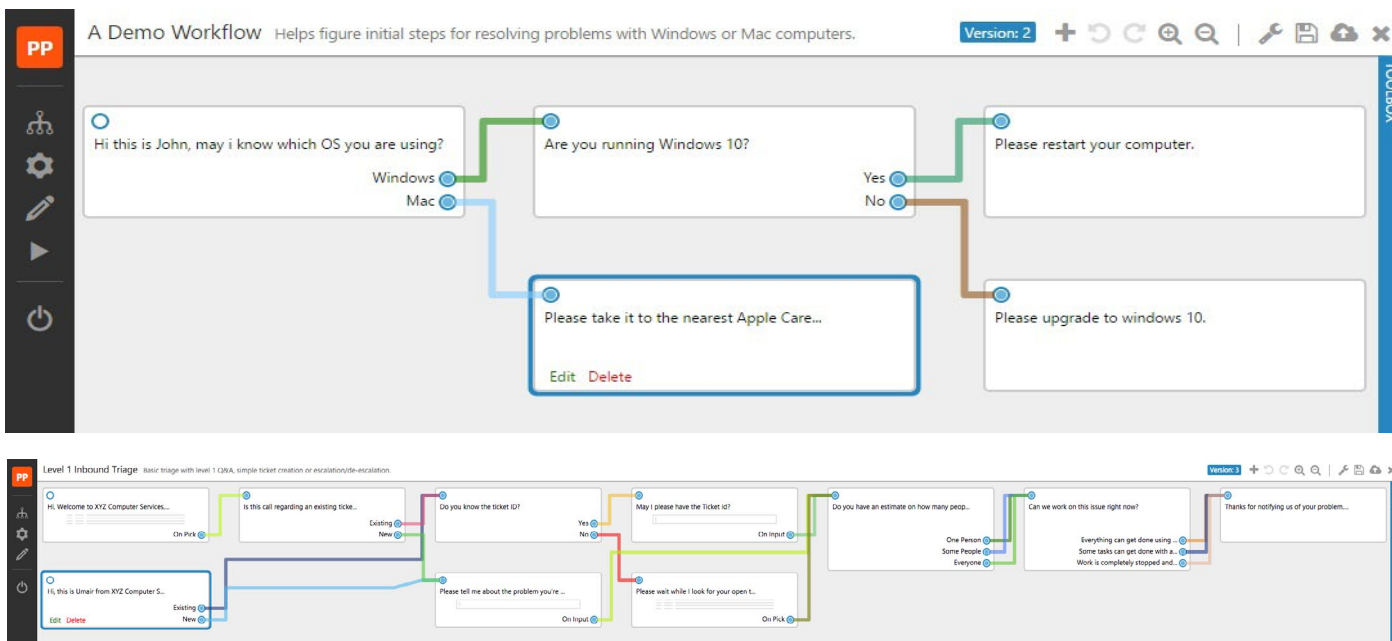 PP
A Demo Workflow Helps figure initial steps for resolving problems with Windows or Mac computers.
Version: 2
TOOLBOX
Hi this is John, may i know which OS you are using?
Windows
Mac
Are you running Windows 10?
Yes
No
Please restart your computer.
Please take it to the nearest Apple Care...
Edit Delete
Please upgrade to windows 10.
PP
Level 1 Inbound Triage Basic triage with level 1 Q&A, simple ticket creation or escalation/de-escalation.
Version: 3
Hi, Welcome to XYZ Computer Services,...
On Pick
Is this call regarding an existing ticke...
Existing
New
Do you know the ticket ID?
Yes
No
May I please have the Ticket Id?
On Input
Do you have an estimate on how many peop...
One Person
Some People
Everyone
Can we work on this issue right now?
Everything can get done using ...
Some tasks can get done with a...
Work is completely stopped and...
Thanks for notifying us of your problem....
Hi, this is Umair from XYZ Computer S...
Existing
New
Edit Delete
Please tell me about the problem you're ...
On Input
Please wait while I look for your open t...
On Pick